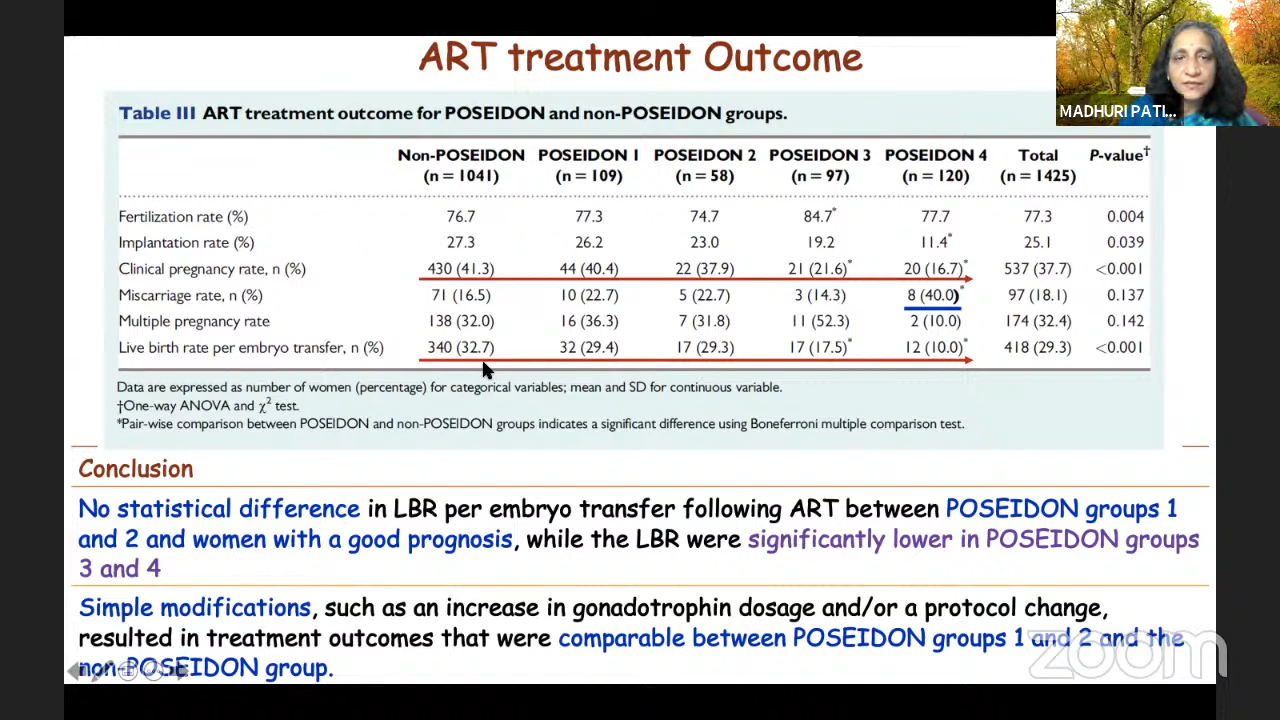 ART treatment Outcome
MADHURI PATI...
Table III ART treatment outcome for POSEIDON and non-POSEIDON groups.
Non-POSEIDON POSEIDON 1 POSEIDON 2 POSEIDON 3 POSEIDON 4 Total P-value†
(n = 1041) (n = 109) (n = 58) (n = 97) (n = 120) (n = 1425)
Fertilization rate (%) 76.7 77.3 74.7 84.7* 77.7 77.3 0.004
Implantation rate (%) 27.3 26.2 23.0 19.2 11.4* 25.1 0.039
Clinical pregnancy rate, n (%) 430 (41.3) 44 (40.4) 22 (37.9) 21 (21.6)* 20 (16.7)* 537 (37.7) <0.001
Miscarriage rate, n (%) 71 (16.5) 10 (22.7) 5 (22.7) 3 (14.3) 8 (40.0)* 97 (18.1) 0.137
Multiple pregnancy rate 138 (32.0) 16 (36.3) 7 (31.8) 11 (52.3) 2 (10.0) 174 (32.4) 0.142
Live birth rate per embryo transfer, n (%) 340 (32.7) 32 (29.4) 17 (29.3) 17 (17.5)* 12 (10.0)* 418 (29.3) <0.001
Data are expressed as number of women (percentage) for categorical variables; mean and SD for continuous variable.
†One-way ANOVA and χ² test.
*Pair-wise comparison between POSEIDON and non-POSEIDON groups indicates a significant difference using Boneferroni multiple comparison test.
Conclusion
No statistical difference in LBR per embryo transfer following ART between POSEIDON groups 1
and 2 and women with a good prognosis, while the LBR were significantly lower in POSEIDON groups
3 and 4
Simple modifications, such as an increase in gonadotrophin dosage and/or a protocol change,
resulted in treatment outcomes that were comparable between POSEIDON groups 1 and 2 and the
non-POSEIDON group.
zoom